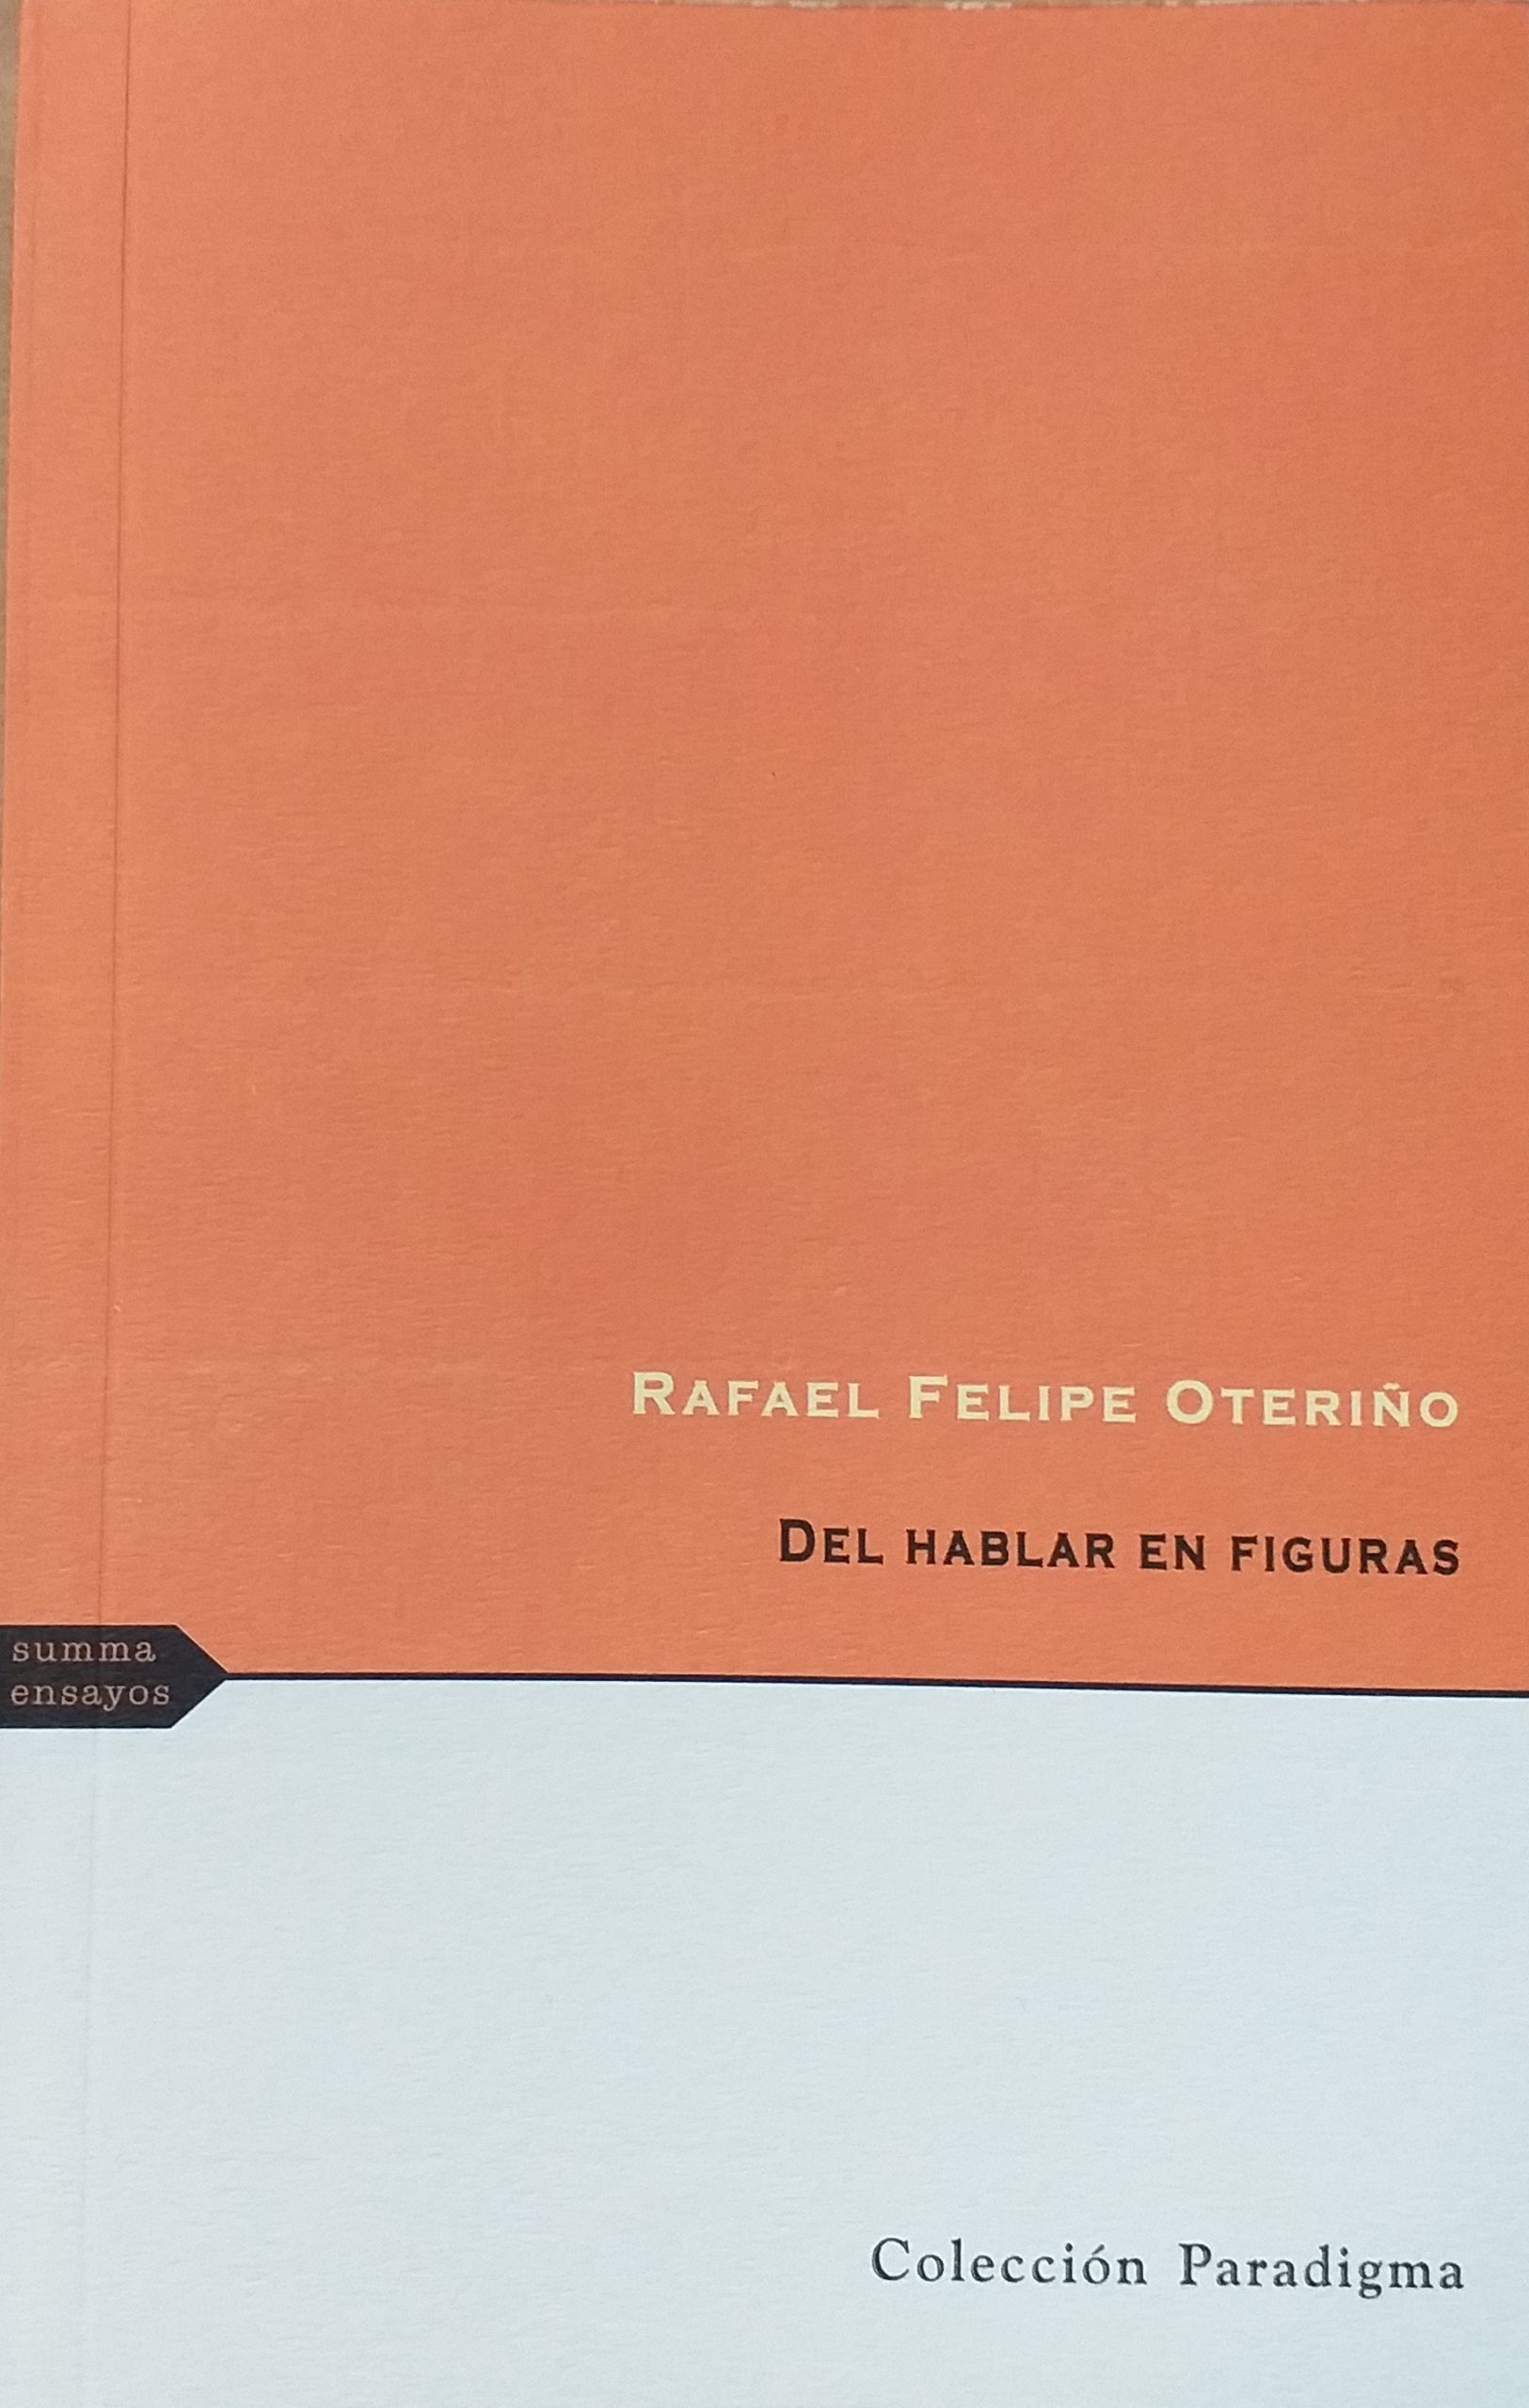 RAFAEL FELIPE OTERIÑO
DEL HABLAR EN FIGURAS
summa
ensayos
Colección Paradigma